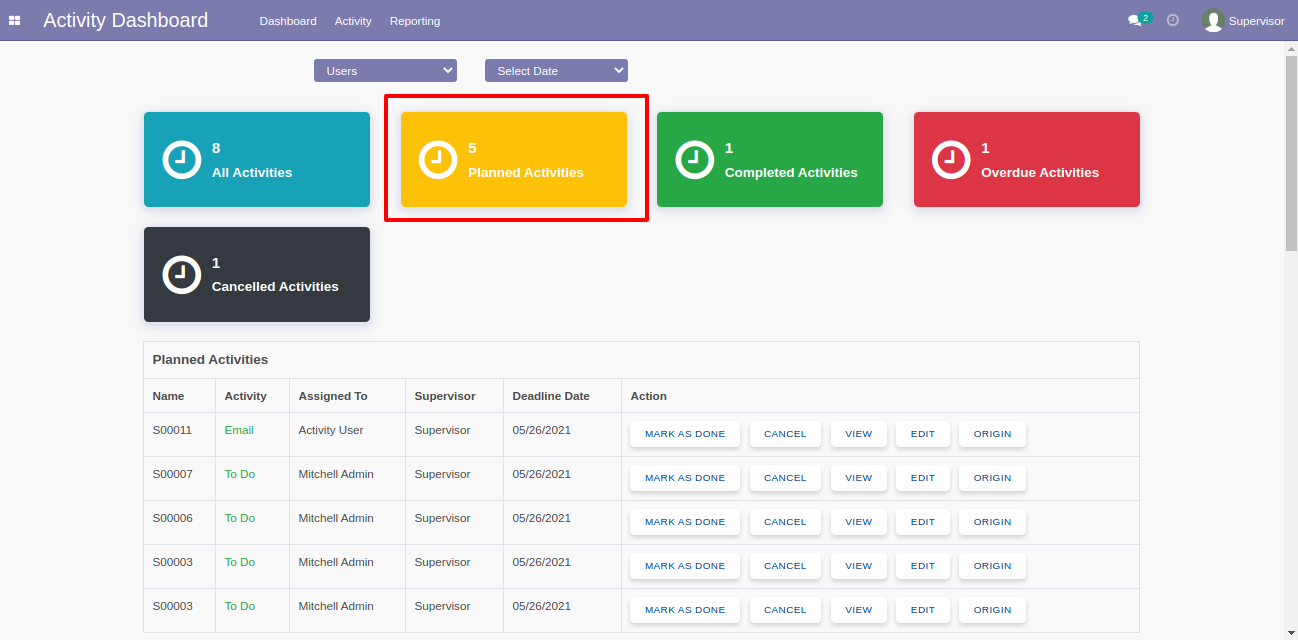 Activity Dashboard Dashboard Activity Reporting 2 Supervisor
Users Select Date
8 5 1 1
All Activities Planned Activities Completed Activities Overdue Activities
1
Cancelled Activities
Planned Activities
Name Activity Assigned To Supervisor Deadline Date Action
S00011 Email Activity User Supervisor 05/26/2021 MARK AS DONE CANCEL VIEW EDIT ORIGIN
S00007 To Do Mitchell Admin Supervisor 05/26/2021 MARK AS DONE CANCEL VIEW EDIT ORIGIN
S00006 To Do Mitchell Admin Supervisor 05/26/2021 MARK AS DONE CANCEL VIEW EDIT ORIGIN
S00003 To Do Mitchell Admin Supervisor 05/26/2021 MARK AS DONE CANCEL VIEW EDIT ORIGIN
S00003 To Do Mitchell Admin Supervisor 05/26/2021 MARK AS DONE CANCEL VIEW EDIT ORIGIN